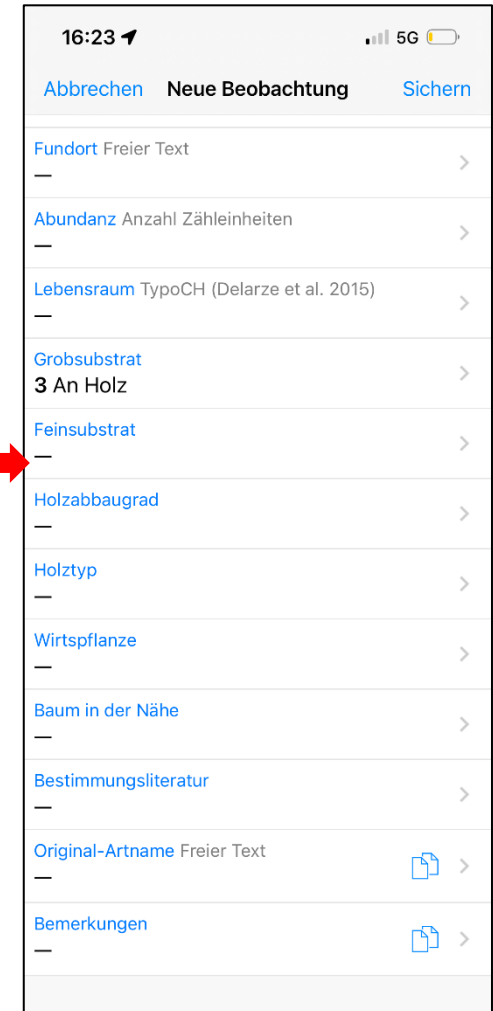 16:23 5G
Abbrechen Neue Beobachtung Sichern
Fundort Freier Text
—
Abundanz Anzahl Zähleinheiten
—
Lebensraum TypoCH (Delarze et al. 2015)
—
Grobsubstrat
3 An Holz
Feinsubstrat
—
Holzabbaugrad
—
Holztyp
—
Wirtspflanze
—
Baum in der Nähe
—
Bestimmungsliteratur
—
Original-Artname Freier Text
—
Bemerkungen
—